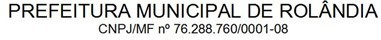 PREFEITURA MUNICIPAL DE ROLÂNDIA
CNPJ/MF nº 76.288.760/0001-08